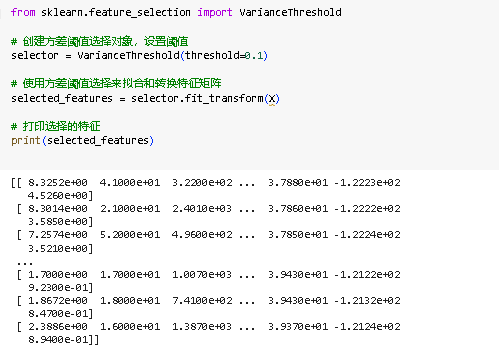 from sklearn.feature_selection import VarianceThreshold
# 创建方差阈值选择对象，设置阈值
selector = VarianceThreshold(threshold=0.1)
# 使用方差阈值选择来拟合和转换特征矩阵
selected_features = selector.fit_transform(X)
# 打印选择的特征
print(selected_features)
[[ 8.3252e+00 4.1000e+01 3.2200e+02 ... 3.7880e+01 -1.2223e+02
4.5260e+00]
[ 8.3014e+00 2.1000e+01 2.4010e+03 ... 3.7860e+01 -1.2222e+02
3.5850e+00]
[ 7.2574e+00 5.2000e+01 4.9600e+02 ... 3.7850e+01 -1.2224e+02
3.5210e+00]
...
[ 1.7000e+00 1.7000e+01 1.0070e+03 ... 3.9430e+01 -1.2122e+02
9.2300e-01]
[ 1.8672e+00 1.8000e+01 7.4100e+02 ... 3.9430e+01 -1.2132e+02
8.4700e-01]
[ 2.3886e+00 1.6000e+01 1.3870e+03 ... 3.9370e+01 -1.2124e+02
8.9400e-01]]